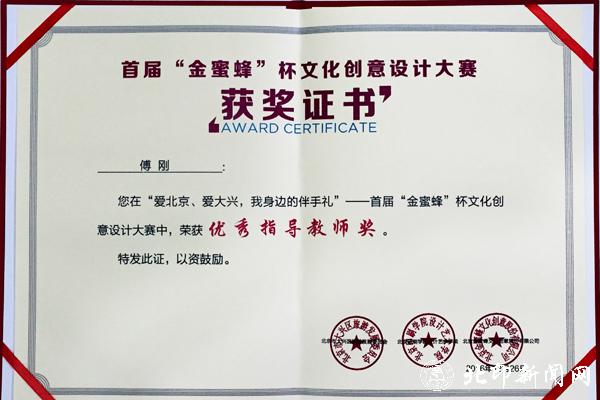 首届“金蜜蜂”杯文化创意设计大赛
获奖证书
AWARD CERTIFICATE
傅 刚 ：
您在“爱北京、爱大兴，我身边的伴手礼”——首届“金蜜蜂”杯文化创
意设计大赛中，荣获 优秀指导教师奖 。
特发此证，以资鼓励。
北印新闻网